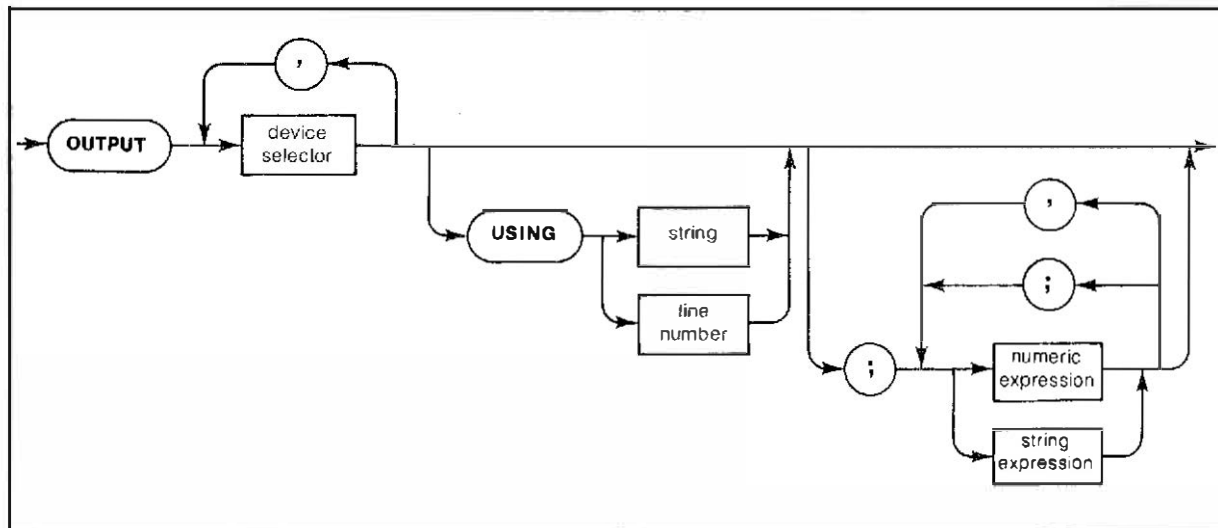 ,
OUTPUT
device
selector
USING
string
line
number
,
;
;
numeric
expression
string
expression